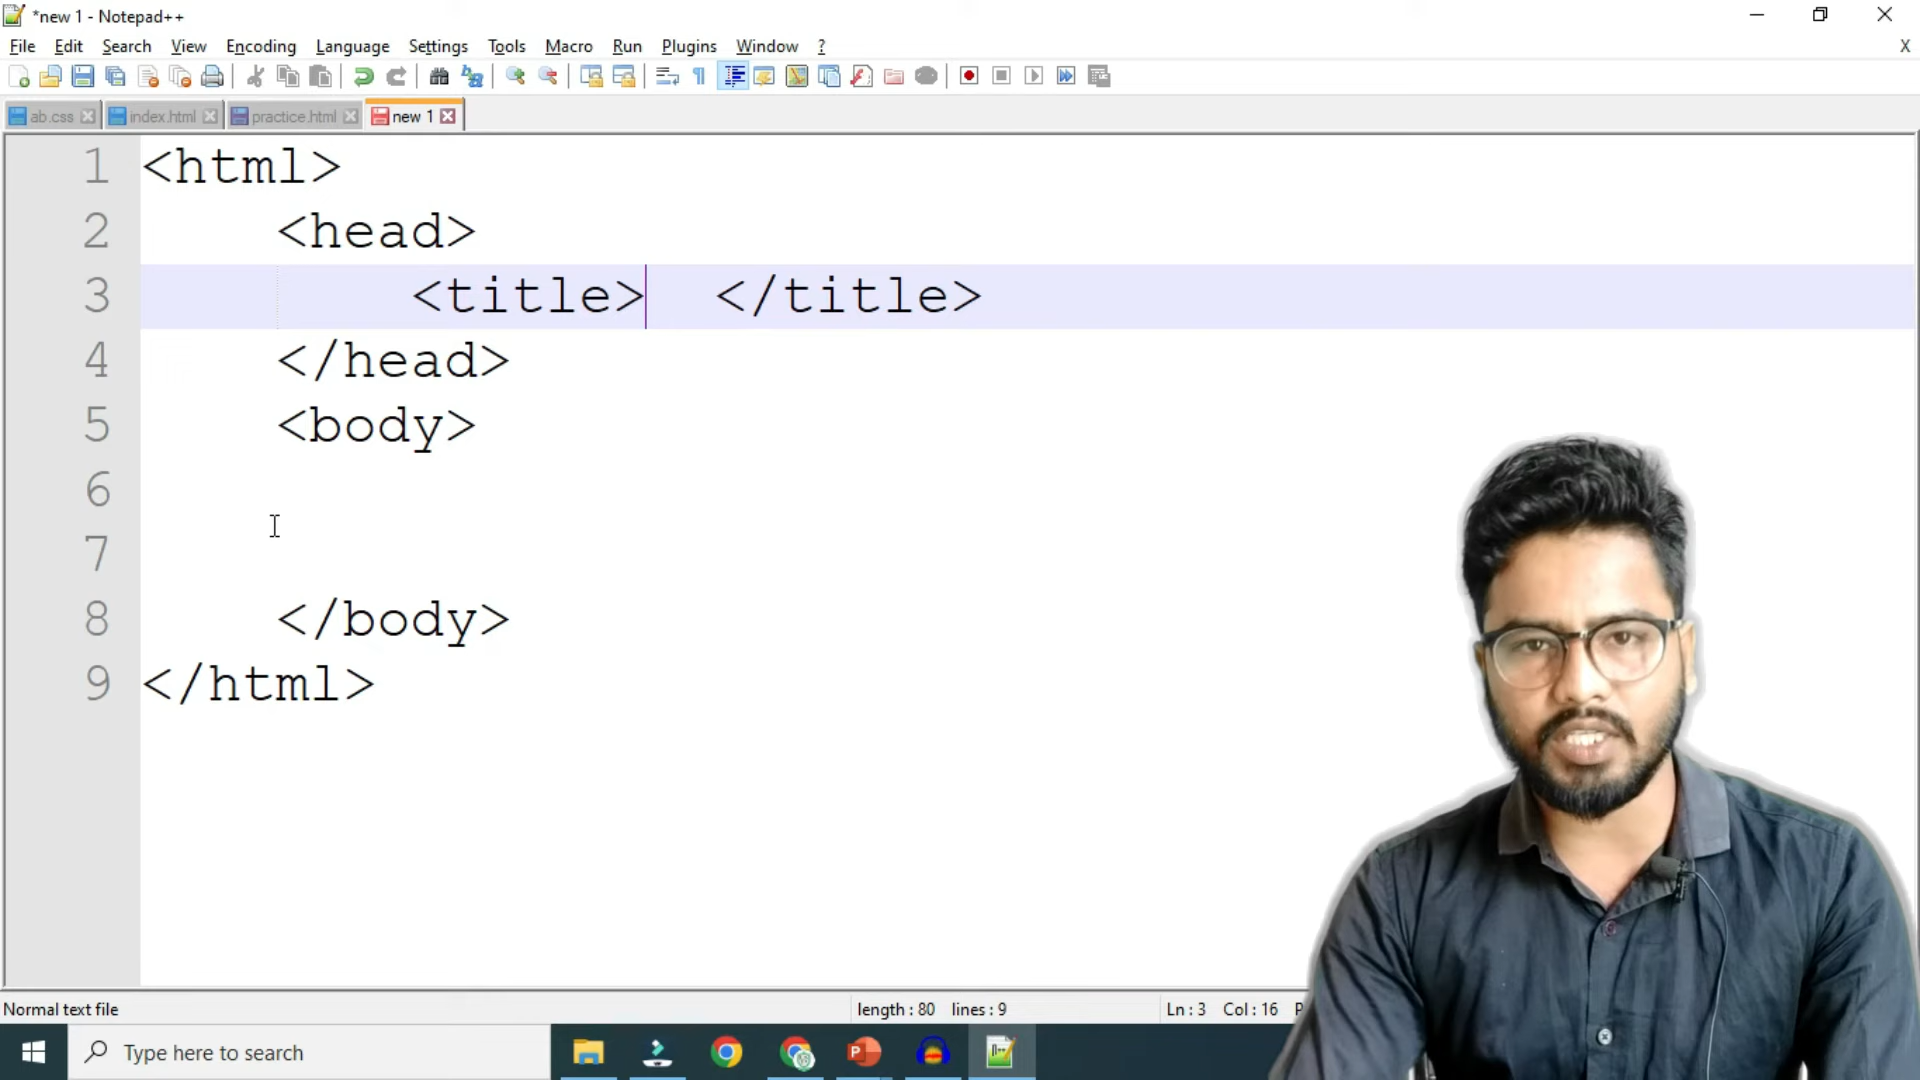 *new 1 - Notepad++
File Edit Search View Encoding Language Settings Tools Macro Run Plugins Window ? X
ab.css index.html practice.html new 1
1 <html>
2 <head>
3 <title> </title>
4 </head>
5 <body>
6
7
8 </body>
9 </html>
Normal text file length : 80 lines : 9 Ln : 3 Col : 16 P
Type here to search